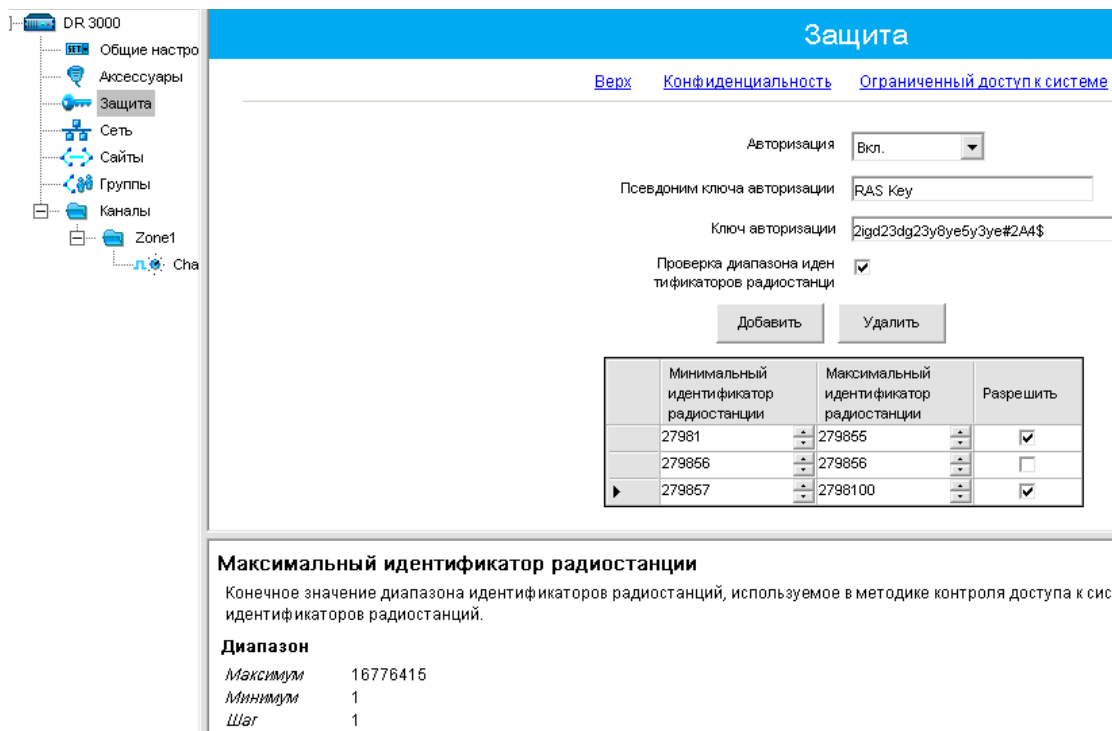 DR 3000
Общие настро
Аксессуары
Защита
Сеть
Сайты
Группы
Каналы
Zone1
Cha
Защита
Верх Конфиденциальность Ограниченный доступ к системе
Авторизация Вкл.
Псевдоним ключа авторизации RAS Key
Ключ авторизации 2igd23dg23y8ye5y3ye#2A4$
Проверка диапазона иден
тификаторов радиостанци
Добавить Удалить
Минимальный идентификатор радиостанции Максимальный идентификатор радиостанции Разрешить
27981 279855
279856 279856
279857 2798100
Максимальный идентификатор радиостанции
Конечное значение диапазона идентификаторов радиостанций, используемое в методике контроля доступа к сис
идентификаторов радиостанций.
Диапазон
Максимум 16776415
Минимум 1
Шаг 1